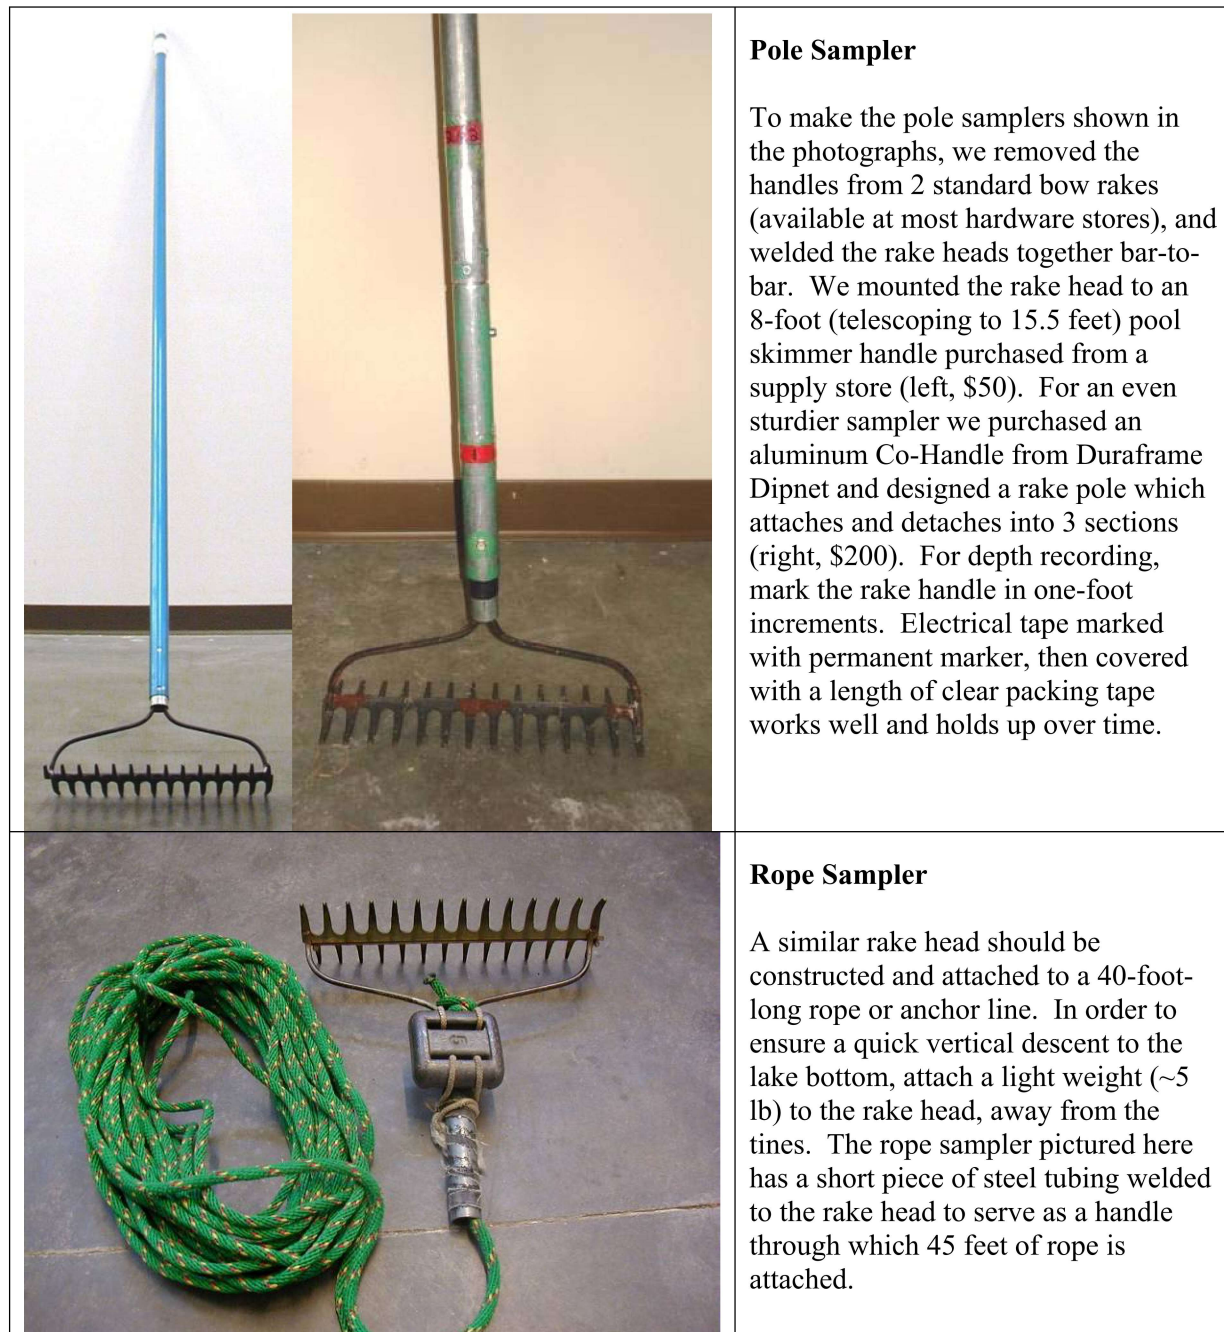 Pole Sampler
To make the pole samplers shown in
the photographs, we removed the
handles from 2 standard bow rakes
(available at most hardware stores), and
welded the rake heads together bar-to-
bar.  We mounted the rake head to an
8-foot (telescoping to 15.5 feet) pool
skimmer handle purchased from a
supply store (left, $50).  For an even
sturdier sampler we purchased an
aluminum Co-Handle from Duraframe
Dipnet and designed a rake pole which
attaches and detaches into 3 sections
(right, $200).  For depth recording,
mark the rake handle in one-foot
increments.  Electrical tape marked
with permanent marker, then covered
with a length of clear packing tape
works well and holds up over time.
1
Rope Sampler
A similar rake head should be
constructed and attached to a 40-foot-
long rope or anchor line.  In order to
ensure a quick vertical descent to the
lake bottom, attach a light weight (~5
lb) to the rake head, away from the
tines.  The rope sampler pictured here
has a short piece of steel tubing welded
to the rake head to serve as a handle
through which 45 feet of rope is
attached.
5